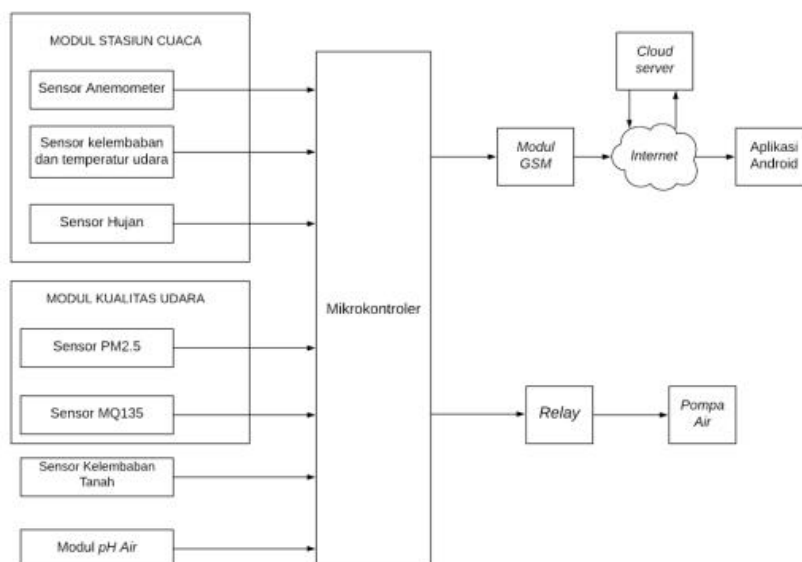 MODUL STASIUN CUACA
Sensor Anemometer
Sensor kelembaban
dan temperatur udara
Sensor Hujan
MODUL KUALITAS UDARA
Sensor PM2.5
Sensor MQ135
Sensor Kelembaban
Tanah
Modul pH Air
Mikrokontroler
Modul
GSM
Cloud
server
Internet
Aplikasi
Android
Relay
Pompa
Air